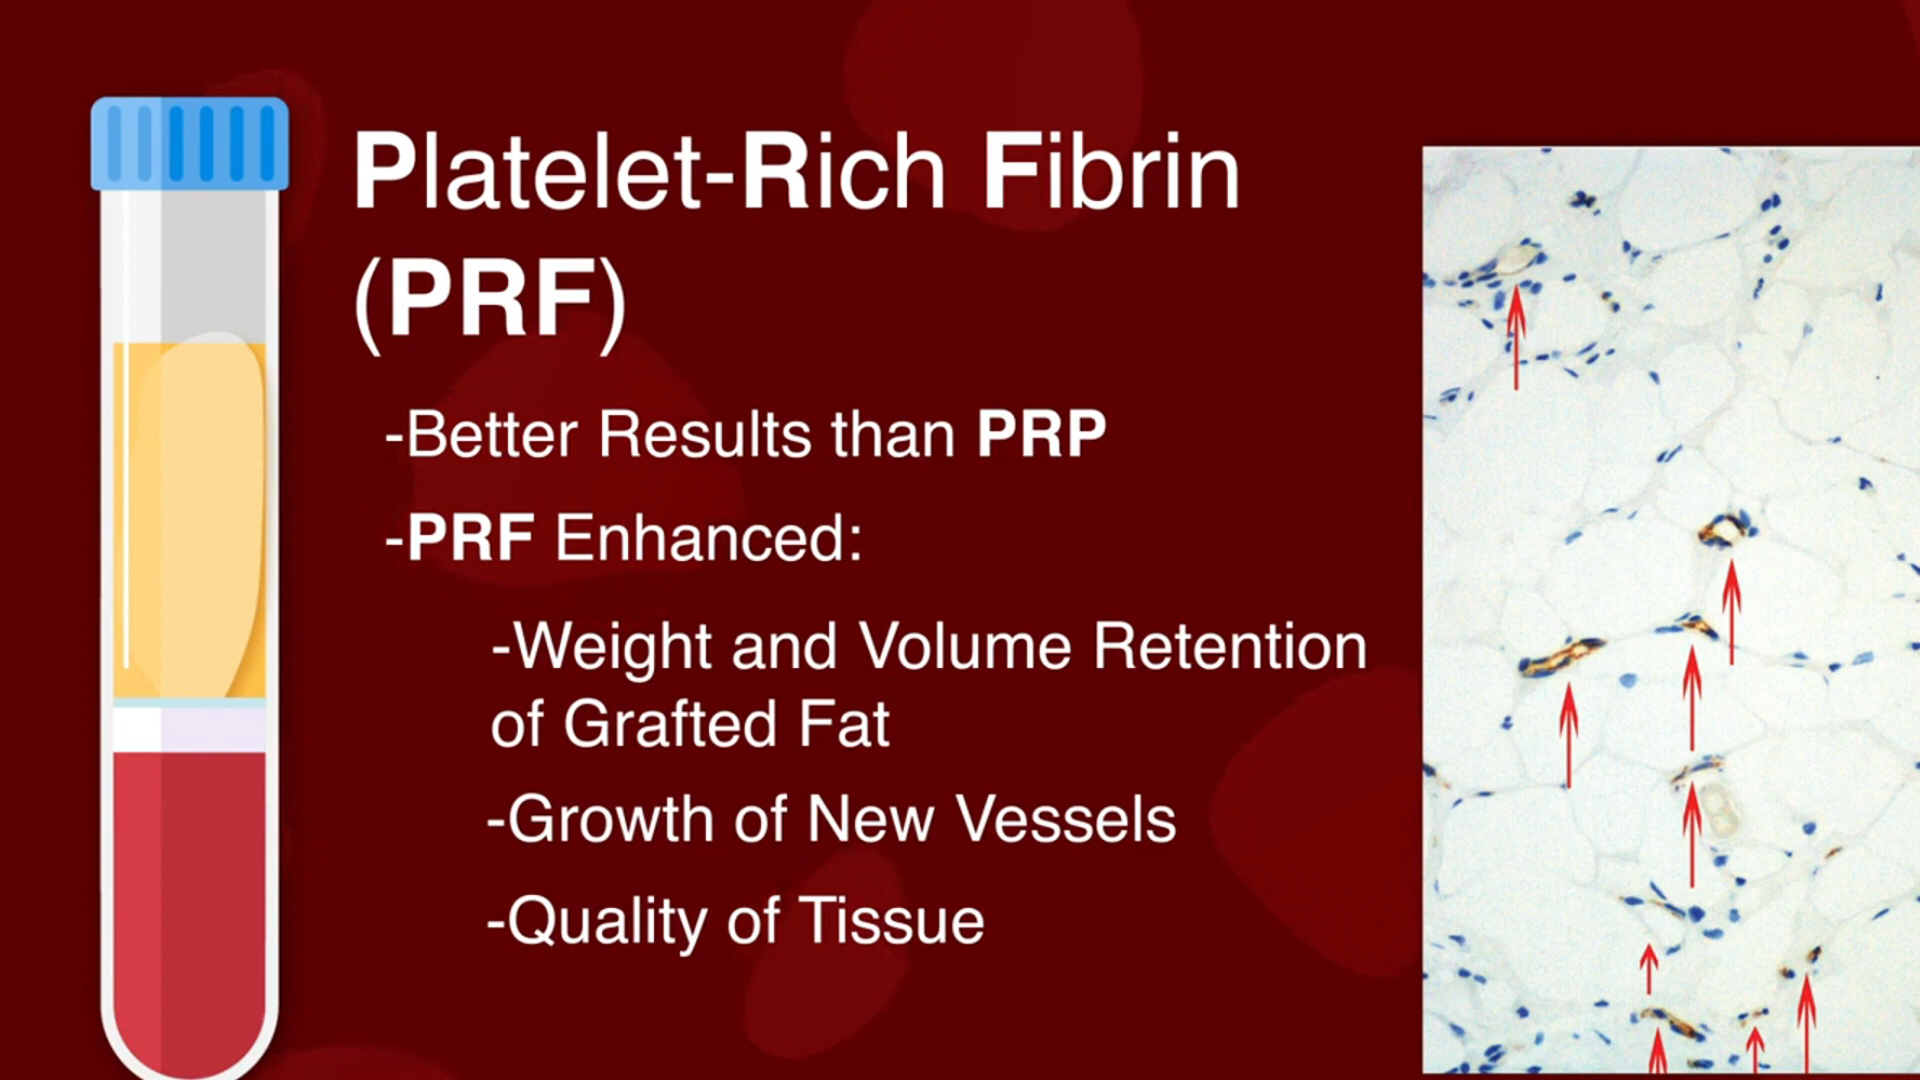 Platelet-Rich Fibrin
(PRF)
-Better Results than PRP
-PRF Enhanced:
-Weight and Volume Retention
of Grafted Fat
-Growth of New Vessels
-Quality of Tissue